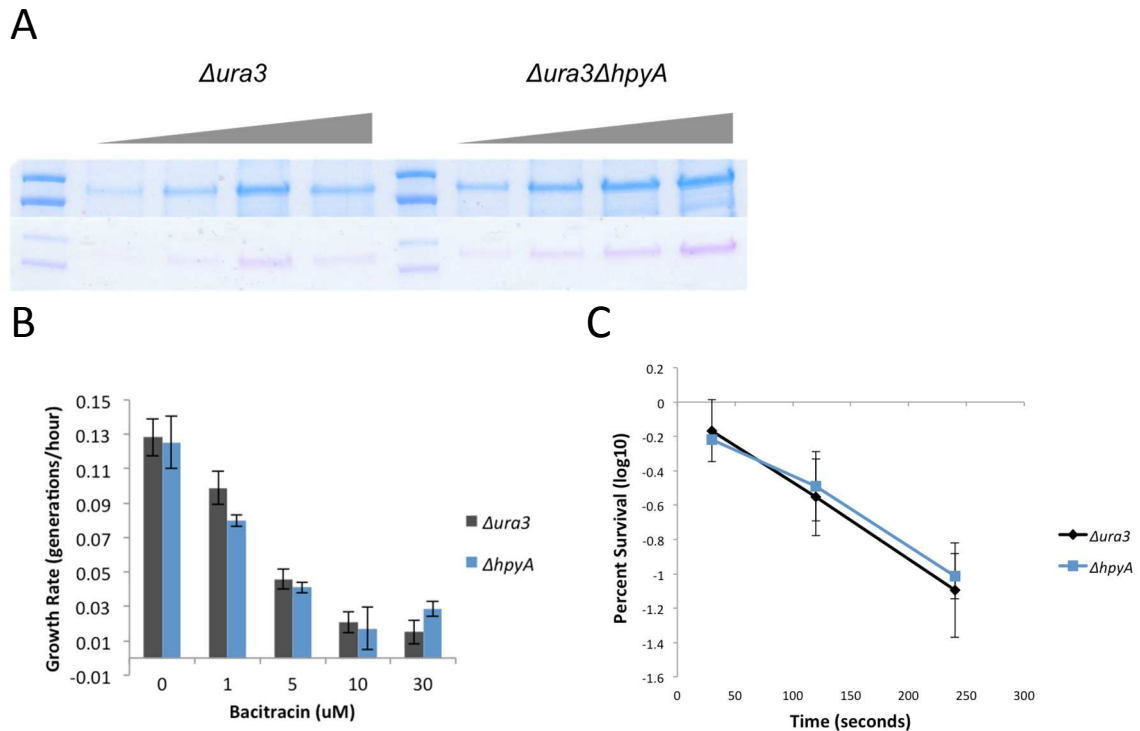 A
Δura3 Δura3ΔhpyA
B
C
Growth Rate (generations/hour)
0.15
0.13
0.11
0.09
0.07
0.05
0.03
0.01
-0.01
0 1 5 10 30
Bacitracin (uM)
Δura3
ΔhpyA
Percent Survival (log10)
0.2
0
-0.2
-0.4
-0.6
-0.8
-1
-1.2
-1.4
-1.6
0 50 100 150 200 250 300
Time (seconds)
Δura3
ΔhpyA